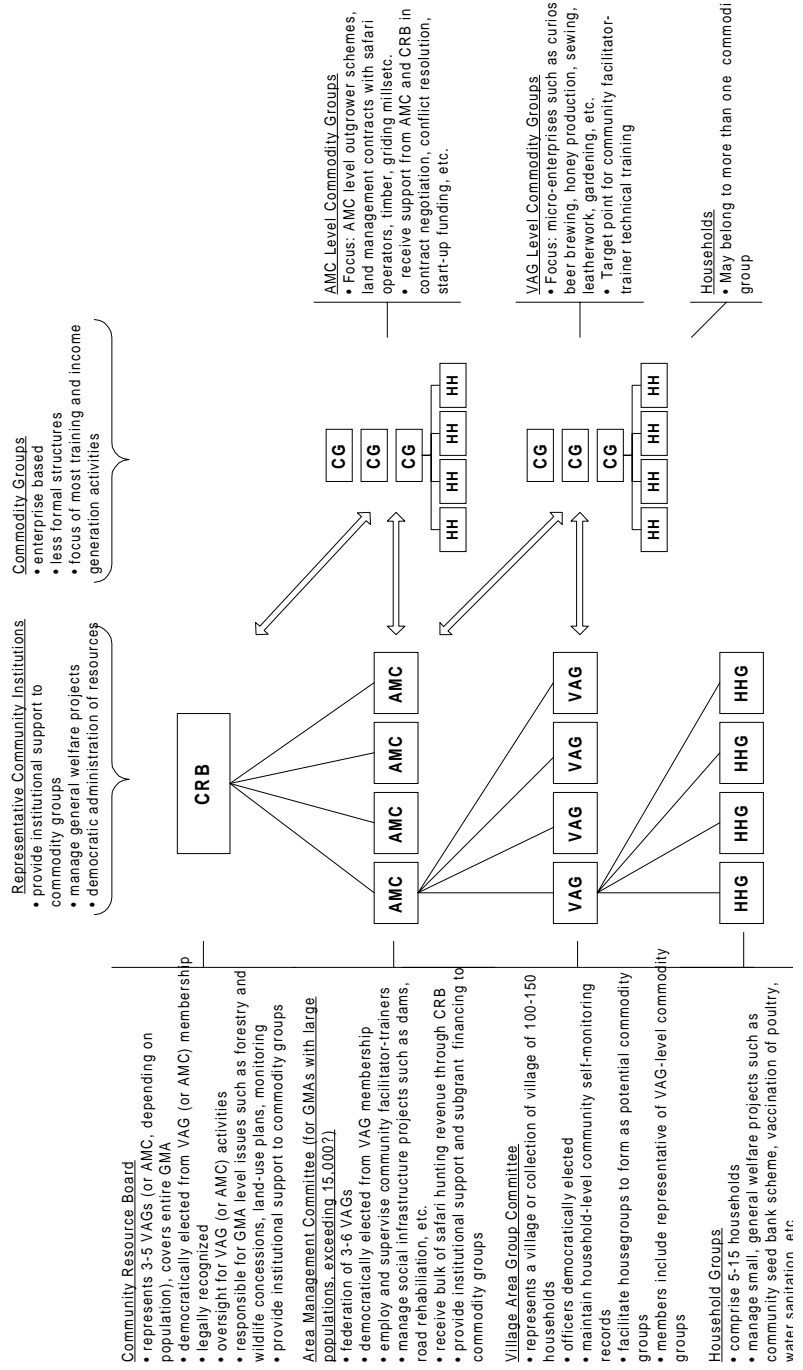 Representative Community Institutions
• provide institutional support to
commodity groups
• manage general welfare projects
• democratic administration of resources
Commodity Groups
• enterprise based
• less formal structures
• focus of most training and income
generation activities
Community Resource Board
• represents 3-5 VAGs (or AMC, depending on
population), covers entire GMA
• democratically elected from VAG (or AMC) membership
• legally recognized
• oversight for VAG (or AMC) activities
• responsible for GMA level issues such as forestry and
wildlife concessions, land-use plans, monitoring
• provide institutional support to commodity groups
Area Management Committee (for GMAs with large
populations, exceeding 15.000?)
• federation of 3-6 VAGs
• democratically elected from VAG membership
• employ and supervise community facilitator-trainers
• manage social infrastructure projects such as dams,
road rehabiliation, etc.
• receive bulk of safari hunting revenue through CRB
• provide institutional support and subgrant financing to
commodity groups
Village Area Group Committee
• represents a village or collection of village of 100-150
households
• officers democratically elected
• maintain household-level community self-monitoring
records
• facilitate housegroups to form as potential commodity
groups
• members include representative of VAG-level commodity
groups
Household Groups
• comprise 5-15 households
• manage small, general welfare projects such as
community seed bank scheme, vaccination of poultry,
water sanitation, etc.
CRB
AMC AMC AMC AMC
VAG VAG VAG VAG
HHG HHG HHG HHG
CG
CG
CG
HH HH HH HH
CG
CG
CG
HH HH HH HH
AMC Level Commodity Groups
• Focus: AMC level outgrower schemes,
land management contracts with safari
operators, timber, griding millsetc.
• receive support from AMC and CRB in
contract negotiation, conflict resolution,
start-up funding, etc.
VAG Level Commodity Groups
• Focus: micro-enterprises such as curios
beer brewing, honey production, sewing,
leatherwork, gardening, etc.
• Target point for community facilitator-
trainer technical training
Households
• May belong to more than one commodi
group